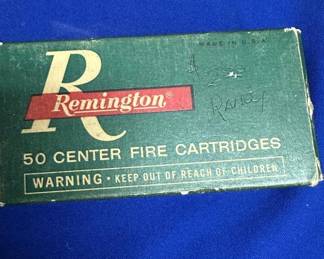 MADE IN U.S.A.
R
Remington®
50 CENTER FIRE CARTRIDGES
WARNING • KEEP OUT OF REACH OF CHILDREN